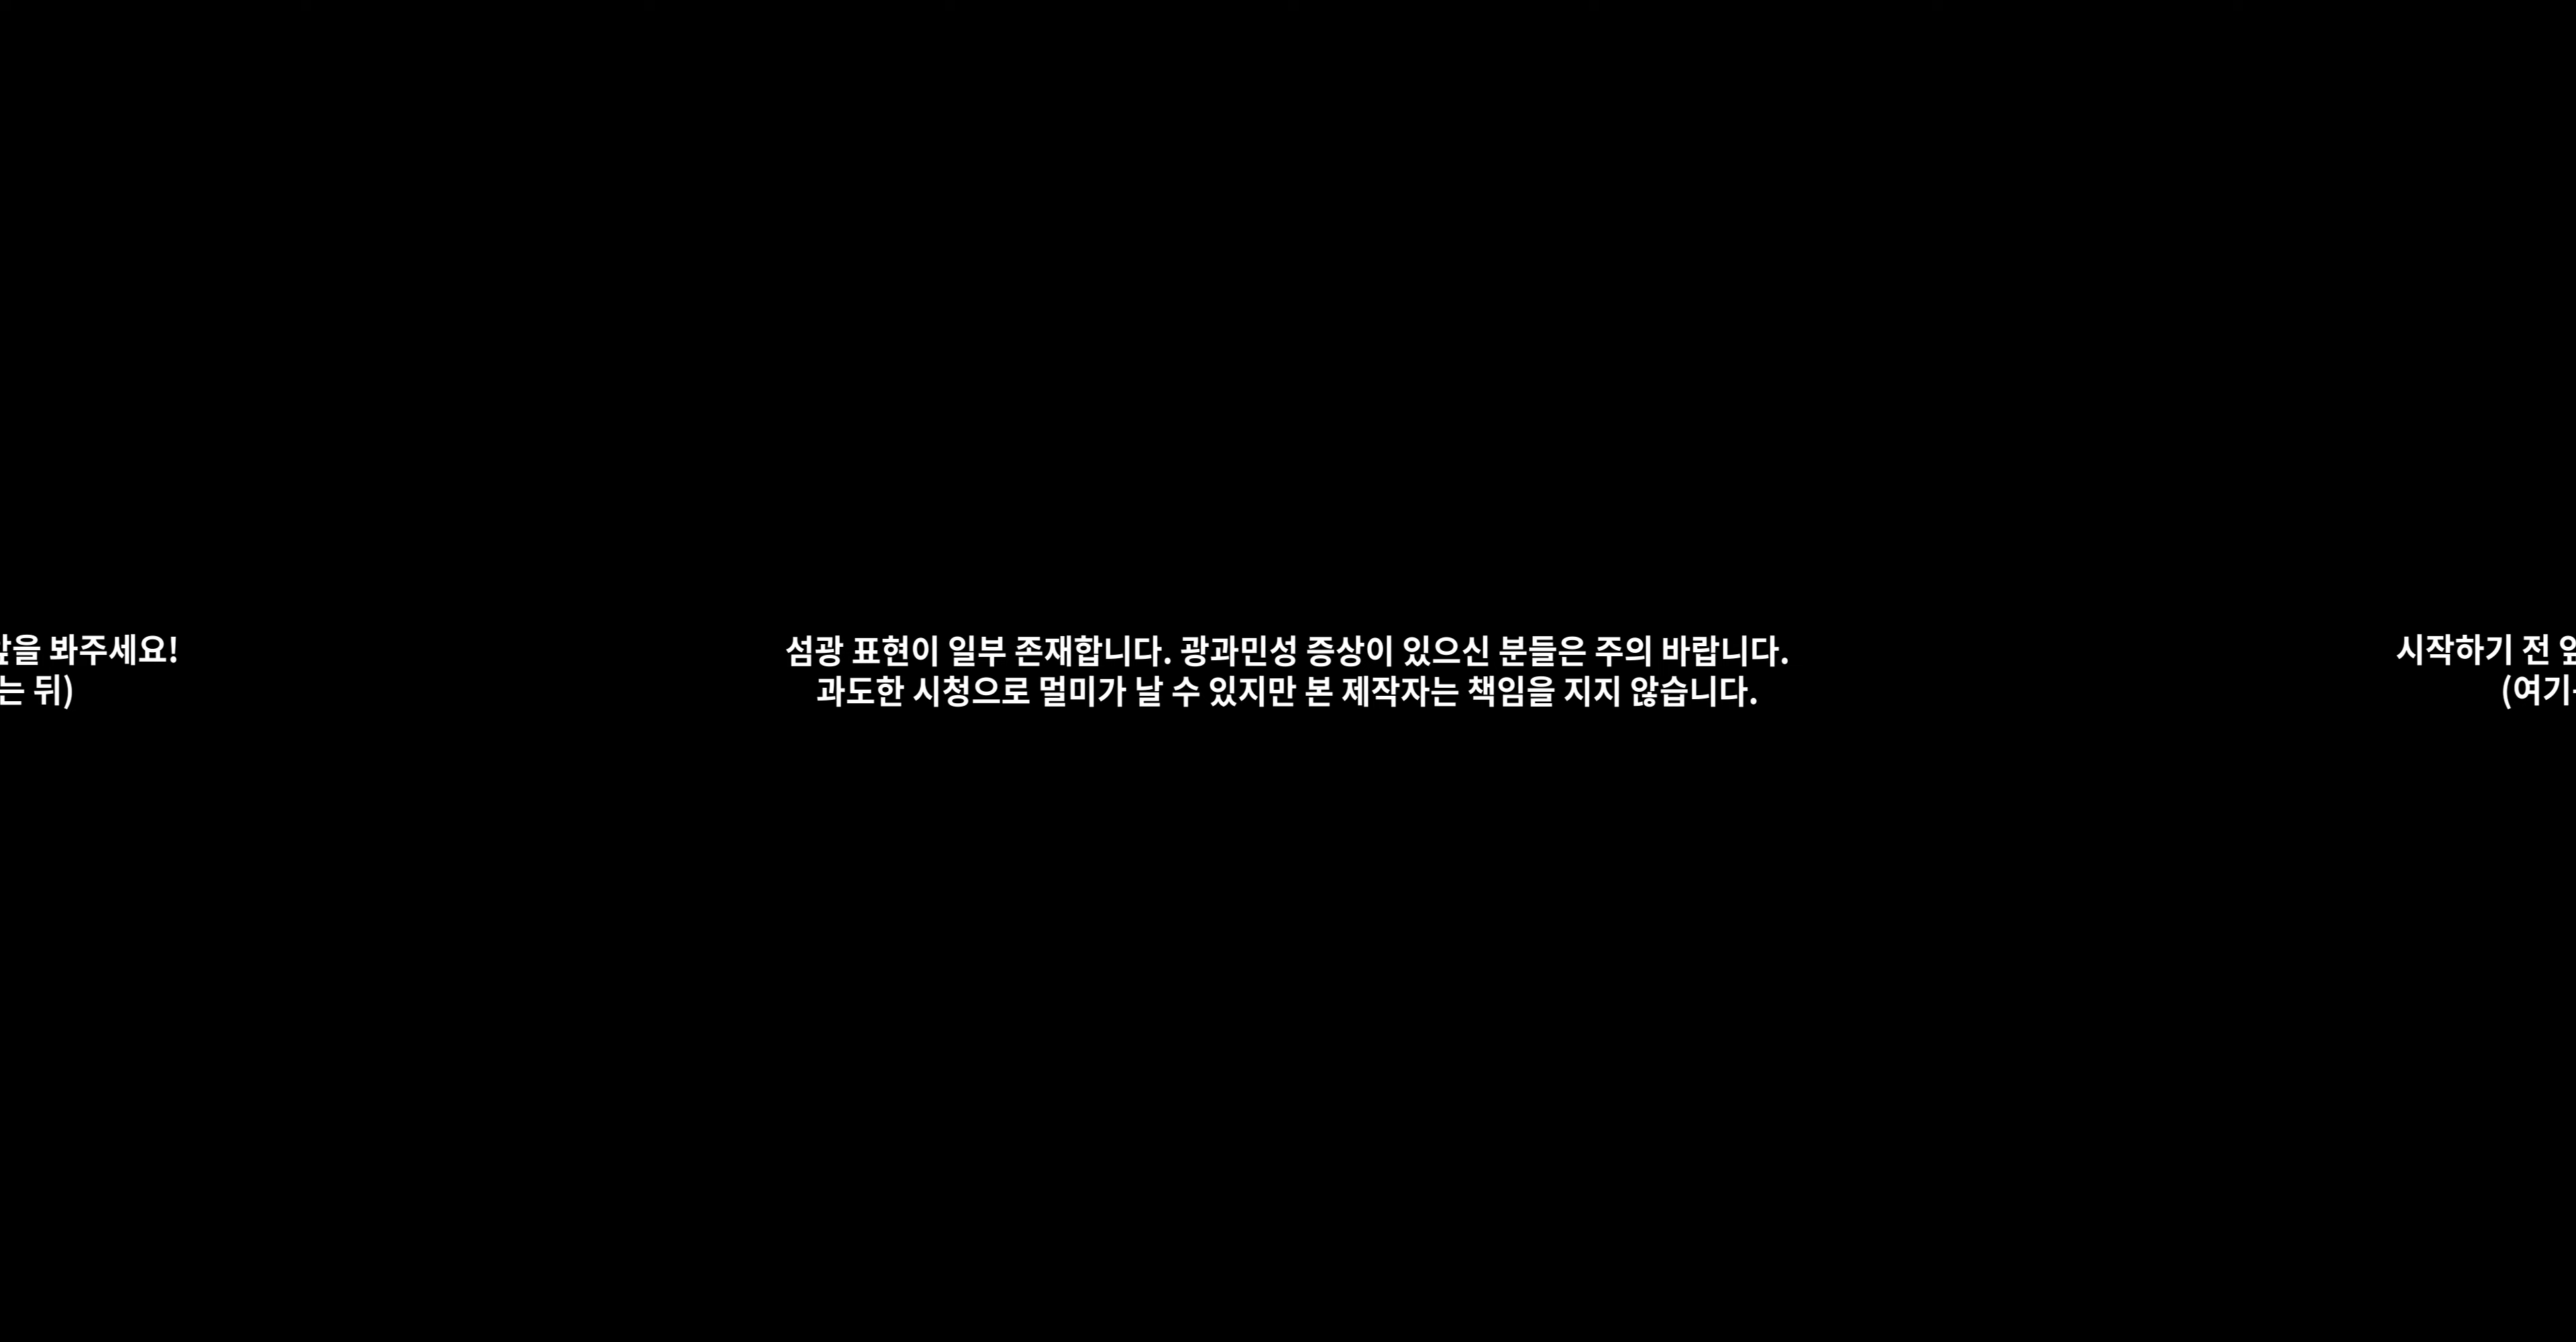 앞을 봐주세요!
는 뒤)
섬광 표현이 일부 존재합니다. 광과민성 증상이 있으신 분들은 주의 바랍니다.
과도한 시청으로 멀미가 날 수 있지만 본 제작자는 책임을 지지 않습니다.
시작하기 전 앞
(여기